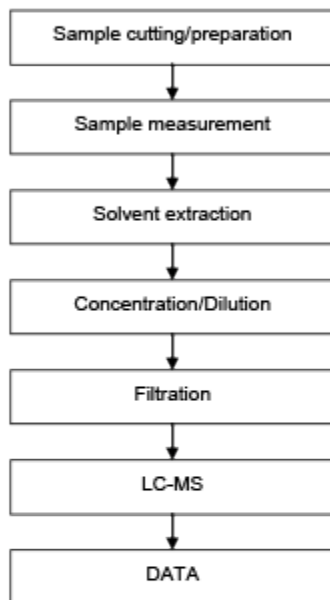 Sample cutting/preparation
Sample measurement
Solvent extraction
Concentration/Dilution
Filtration
LC-MS
DATA